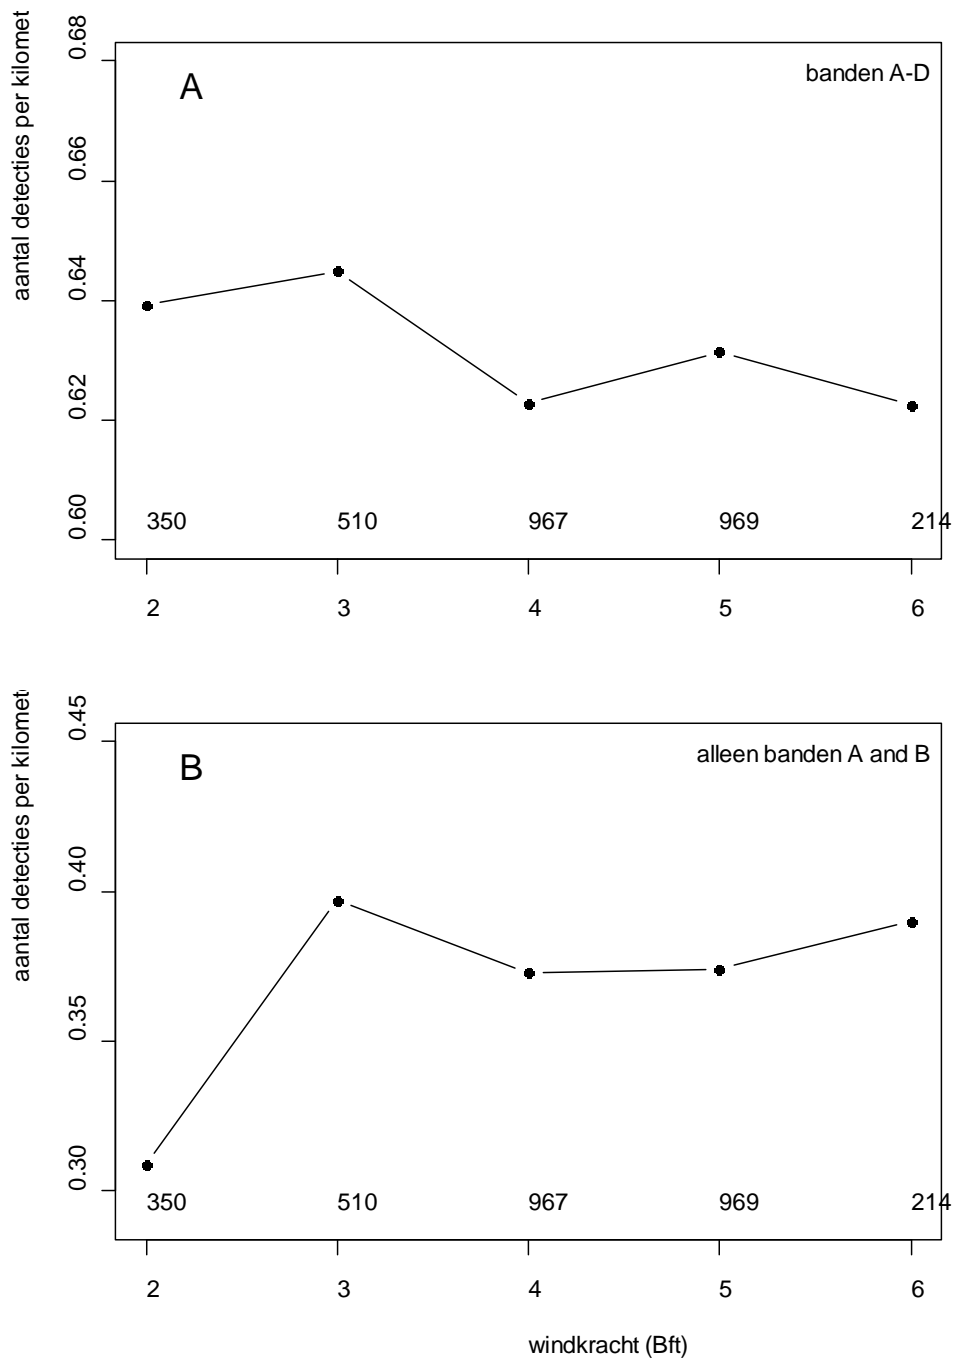 A
banden A-D
aantal detecties per kilomet
0.68
0.66
0.64
0.62
0.60
350 510 967 969 214
2 3 4 5 6
B
alleen banden A and B
aantal detecties per kilomet
0.45
0.40
0.35
0.30
350 510 967 969 214
2 3 4 5 6
windkracht (Bft)